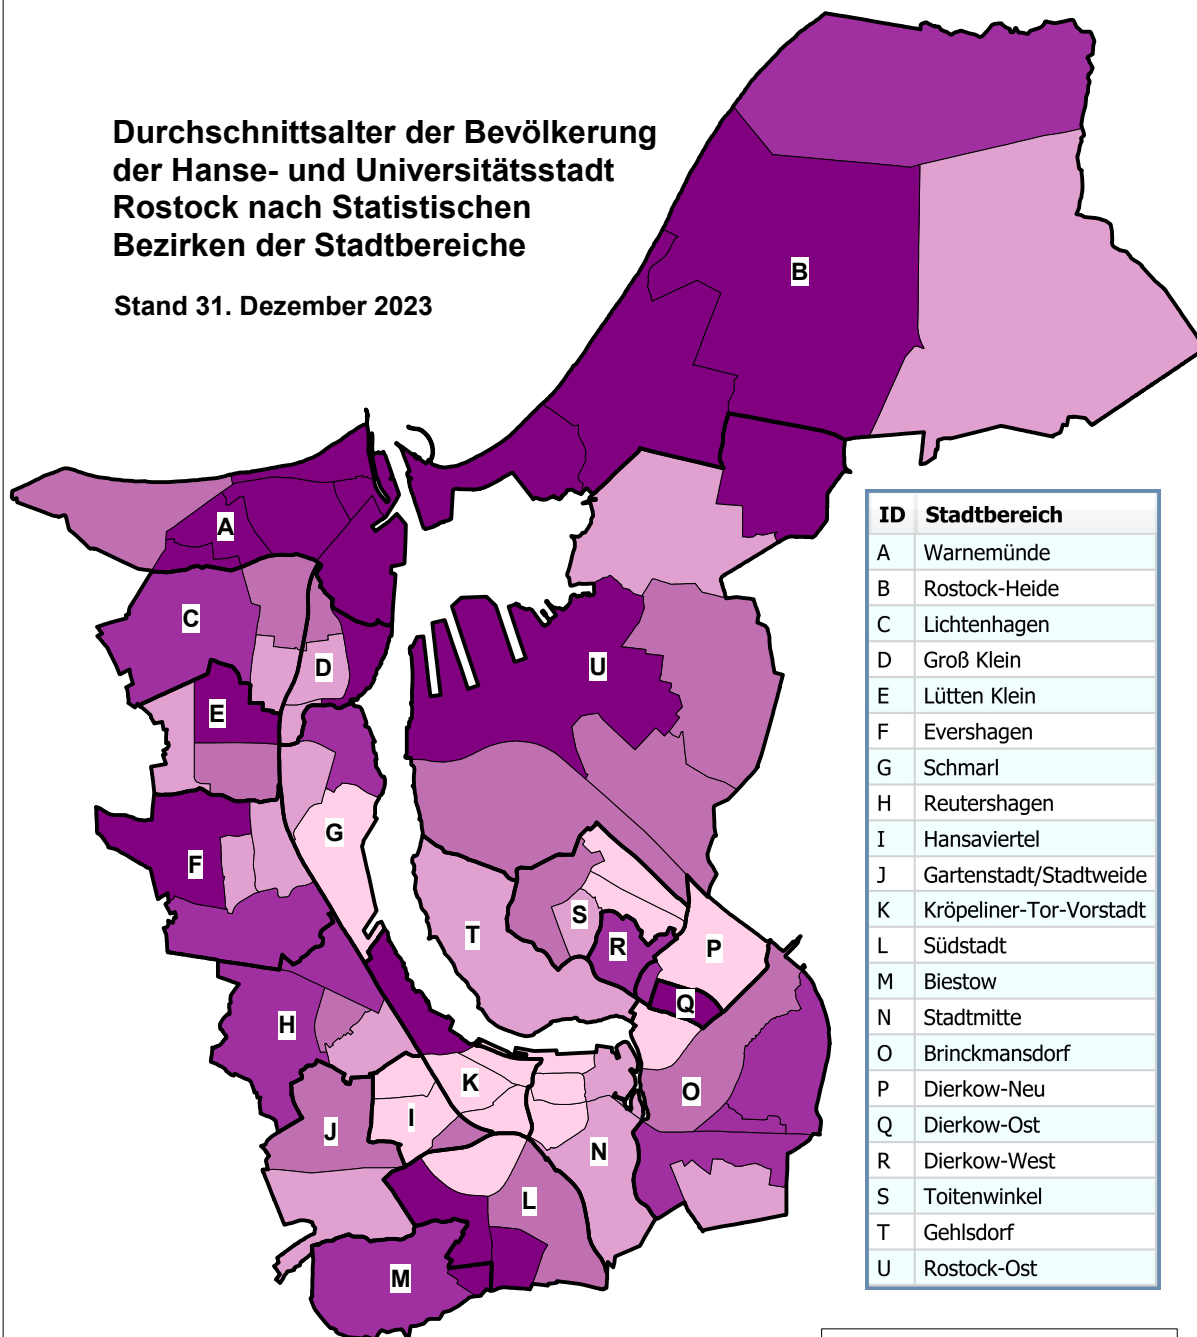 Durchschnittsalter der Bevölkerung
der Hanse- und Universitätsstadt
Rostock nach Statistischen
Bezirken der Stadtbereiche
Stand 31. Dezember 2023
B
A
C
D
U
E
G
F
S
T
R
P
Q
H
K
O
J
I
N
L
M
ID Stadtbereich
A Warnemünde
B Rostock-Heide
C Lichtenhagen
D Groß Klein
E Lütten Klein
F Evershagen
G Schmarl
H Reutershagen
I Hansaviertel
J Gartenstadt/Stadtweide
K Kröpeliner-Tor-Vorstadt
L Südstadt
M Biestow
N Stadtmitte
O Brinckmansdorf
P Dierkow-Neu
Q Dierkow-Ost
R Dierkow-West
S Toitenwinkel
T Gehlsdorf
U Rostock-Ost